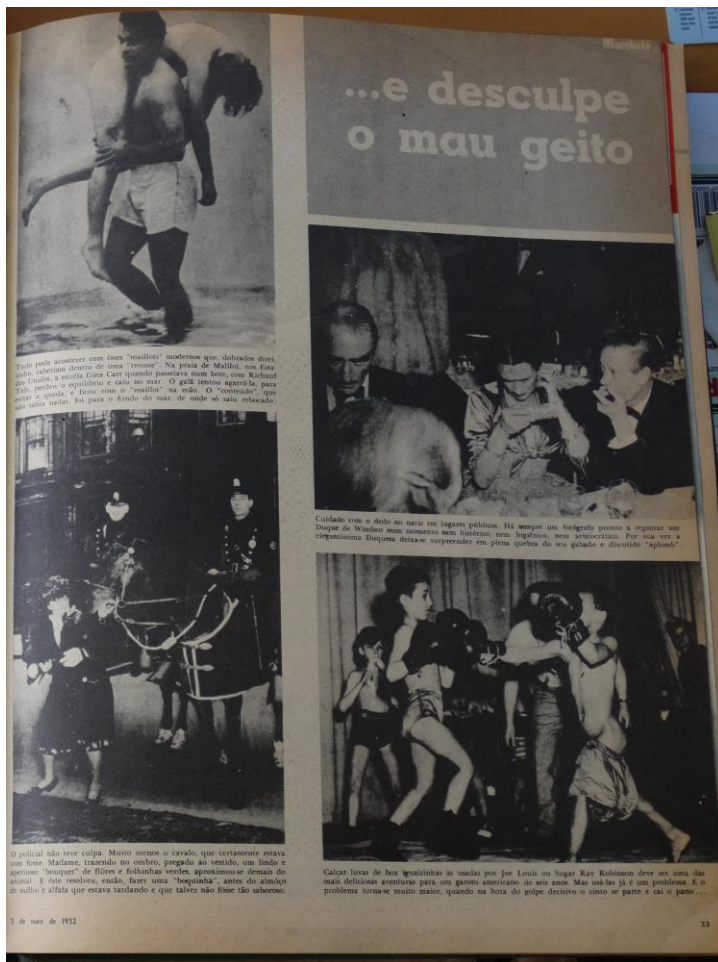 Manchete
...e desculpe
o mau geito
Tudo pode acontecer com êsses "maillots" modernos que, dobrados direi-
tinho, caberiam dentro de uma "trousse". Na praia de Malibú, nos Esta-
dos Unidos, a estrêla Gina Carr quando passeiava num bote, com Richard
Tafe, perdeu o equilíbrio e caiu no mar. O galã tentou agarrá-la, para
evitar a queda, e ficou com o "maillot" na mão. O "conteúdo", que
não sabia nadar, foi para o fundo do mar, de onde só saiu rebocado.
Cuidado com o dedo no nariz em lugares públicos. Há sempre um fotógrafo pronto a registrar um
Duque de Windsor num momento nem histórico, nem higiênico, nem aristocrático. Por sua vez a
elegantíssima Duquesa deixa-se surpreender em plena quebra do seu gabado e discutido "aplomb".
O policial não teve culpa. Muito menos o cavalo, que certamente estava
com fome. Madame, trazendo no ombro, pregado ao vestido, um lindo e
apetitoso "bouquet" de flôres e folhinhas verdes, aproximou-se demais do
animal. E êste resolveu, então, fazer uma "boquinha", antes do almôço
de milho e alfafa que estava tardando e que talvez não fôsse tão saboroso.
Calçar luvas de box iguaizinhas às usadas por Joe Louis ou Sugar Ray Robinson deve ser uma das
mais deliciosas aventuras para um garoto americano de seis anos. Mas usá-las já é um problema. E o
problema torna-se muito maior, quando na hora do golpe decisivo o cinto se parte e cai o pano...
3 de maio de 1952
33